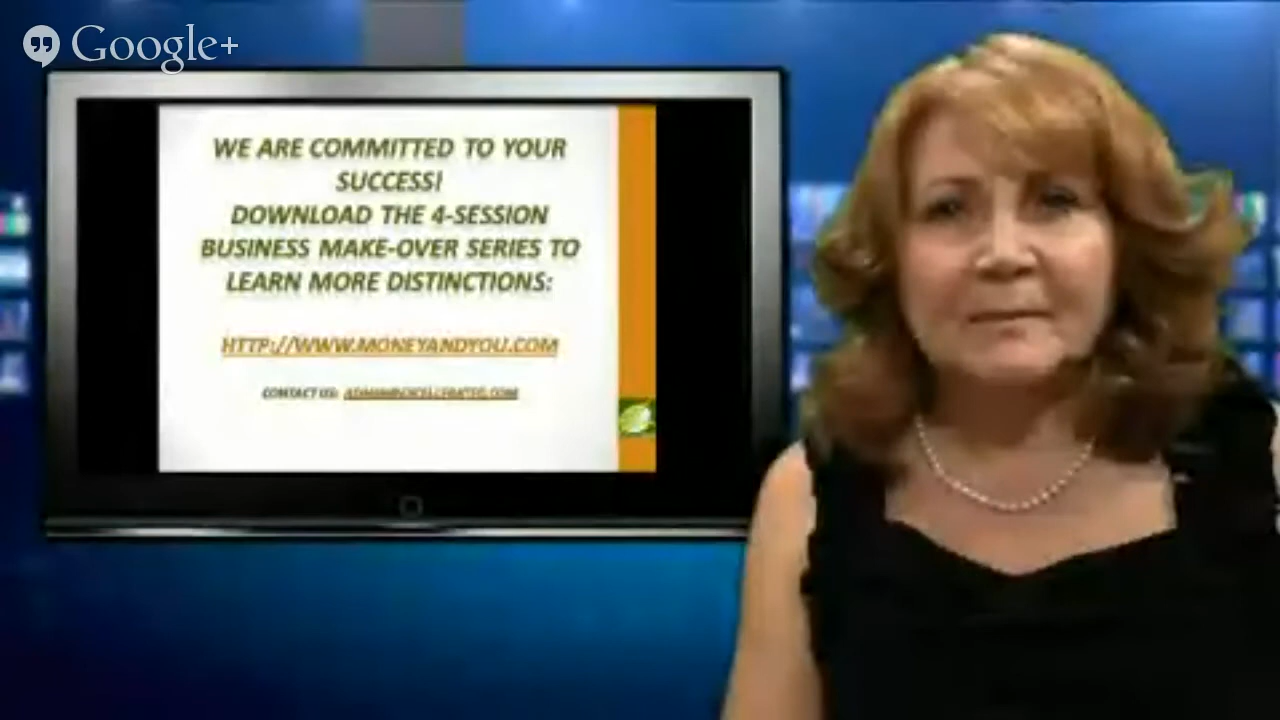 Google+
WE ARE COMMITTED TO YOUR
SUCCESS!
DOWNLOAD THE 4-SESSION
BUSINESS MAKE-OVER SERIES TO
LEARN MORE DISTINCTIONS:
HTTP://WWW.MONEYANDYOU.COM
CONTACT US: